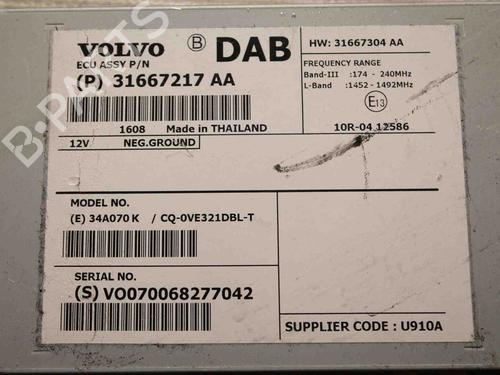 VOLVO B DAB
ECU ASSY P/N
(P) 31667217 AA
1608 Made in THAILAND
12V NEG.GROUND
HW: 31667304 AA
FREQUENCY RANGE
Band-III :174 - 240MHz
L-Band :1452 - 1492MHz
E13
10R-04 12586
MODEL NO.
(E) 34A070K / CQ-0VE321DBL-T
SERIAL NO.
(S) VO070068277042
SUPPLIER CODE : U910A
B-PARTS